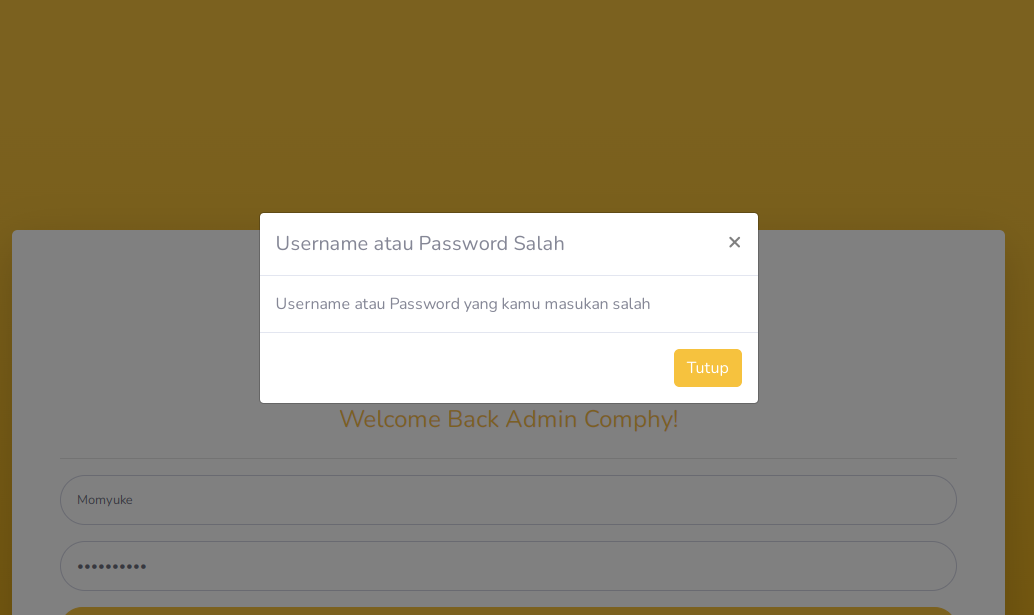 Username atau Password Salah
×
Username atau Password yang kamu masukan salah
Tutup
Welcome Back Admin Comphy!
Momyuke
••••••••••